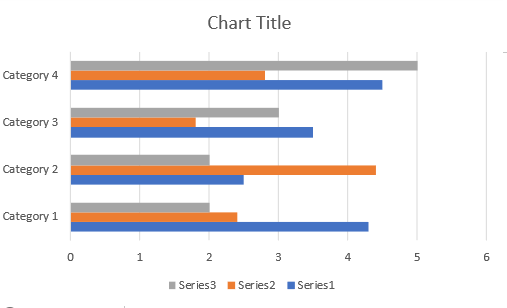 Chart Title
Category 4
Category 3
Category 2
Category 1
0 1 2 3 4 5 6
Series3 Series2 Series1